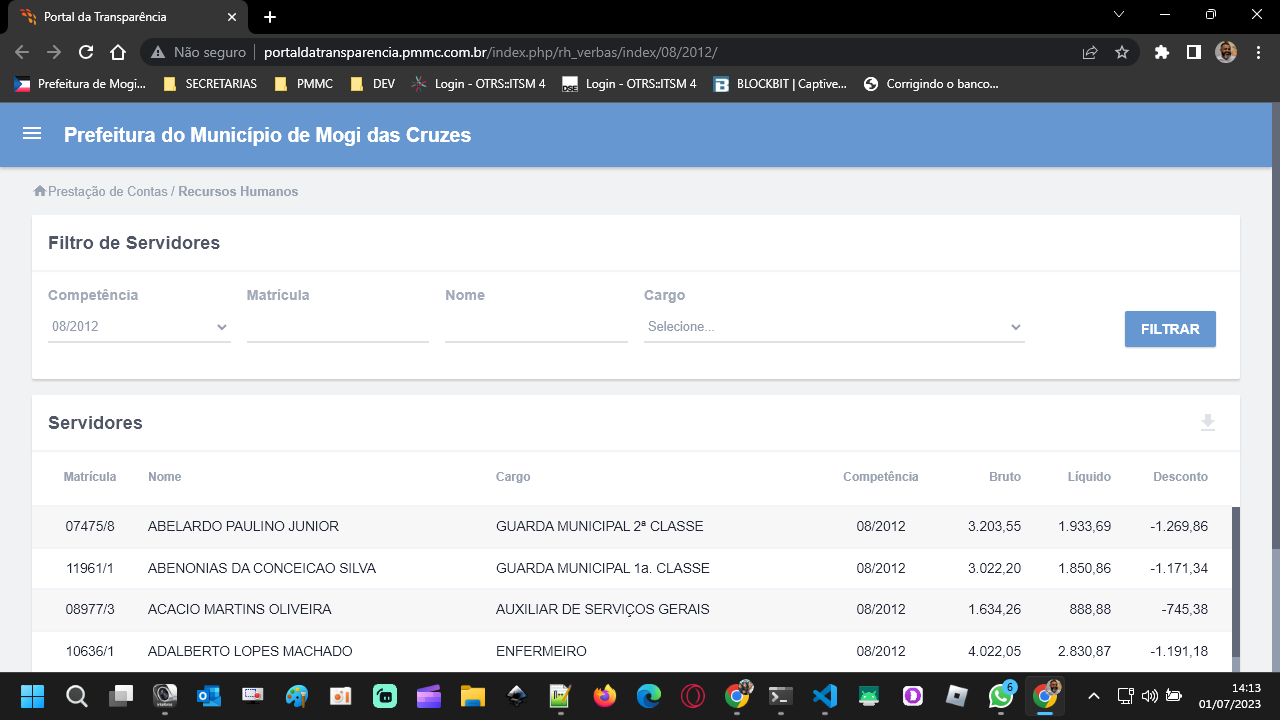 Portal da Transparência
Não seguro
portaldatransparencia.pmmc.com.br/index.php/rh_verbas/index/08/2012/
Prefeitura de Mogi... SECRETARIAS PMMC DEV Login - OTRS::ITSM 4 DSE Login - OTRS::ITSM 4 BLOCKBIT | Captive... Corrigindo o banco...
Prefeitura do Município de Mogi das Cruzes
Prestação de Contas / Recursos Humanos
Filtro de Servidores
Competência Matrícula Nome Cargo
08/2012 Selecione... FILTRAR
Servidores
Matrícula Nome Cargo Competência Bruto Líquido Desconto
07475/8 ABELARDO PAULINO JUNIOR GUARDA MUNICIPAL 2ª CLASSE 08/2012 3.203,55 1.933,69 -1.269,86
11961/1 ABENONIAS DA CONCEICAO SILVA GUARDA MUNICIPAL 1a. CLASSE 08/2012 3.022,20 1.850,86 -1.171,34
08977/3 ACACIO MARTINS OLIVEIRA AUXILIAR DE SERVIÇOS GERAIS 08/2012 1.634,26 888,88 -745,38
10636/1 ADALBERTO LOPES MACHADO ENFERMEIRO 08/2012 4.022,05 2.830,87 -1.191,18
6
14:13
01/07/2023